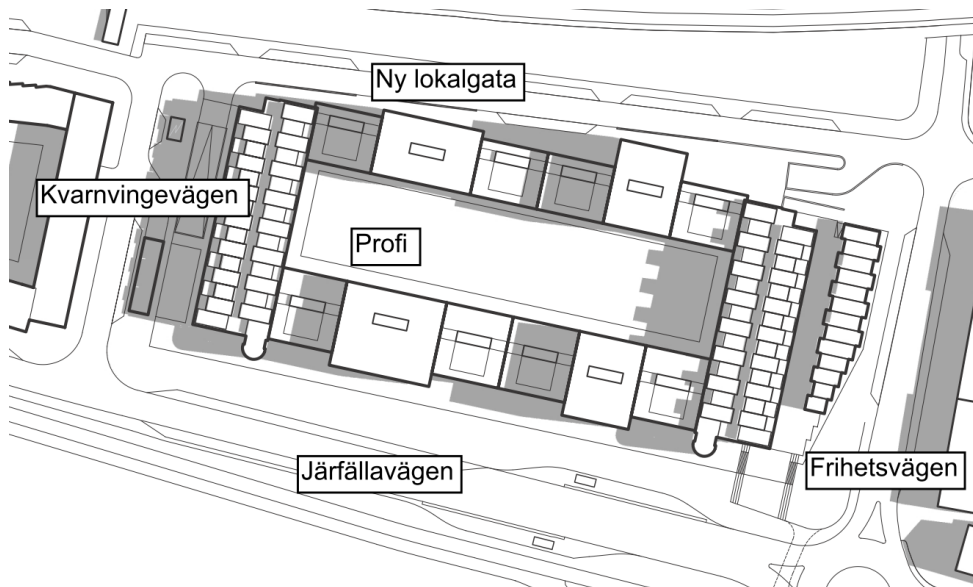 Ny lokalgata
Kvarnvingevägen
Profi
Järfällavägen
Frihetsvägen